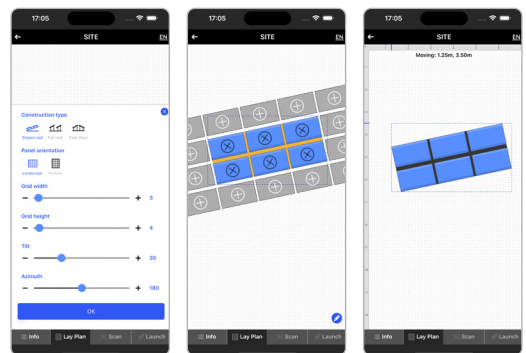 17:05
SITE
EN
Construction type
Sloped roof Flat roof East-West
Panel orientation
Landscape Portrait
Grid width
3
Grid height
4
Tilt
20
Azimuth
180
OK
Info Lay Plan Scan Launch
17:05
SITE
EN
Info Lay Plan Scan Launch
17:05
SITE
EN
Moving: 1.25m, 3.50m
Info Lay Plan Scan Launch